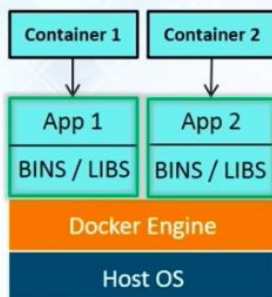 Container 1
Container 2
App 1
App 2
BINS / LIBS
BINS / LIBS
Docker Engine
Host OS